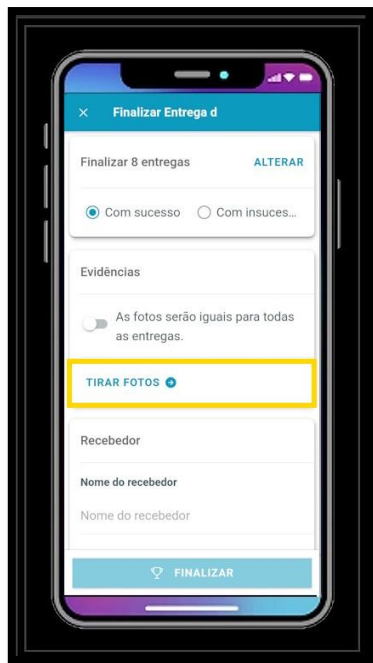 Finalizar Entrega d
Finalizar 8 entregas
ALTERAR
Com sucesso
Com insuces...
Evidências
As fotos serão iguais para todas
as entregas.
TIRAR FOTOS
Recebedor
Nome do recebedor
Nome do recebedor
FINALIZAR